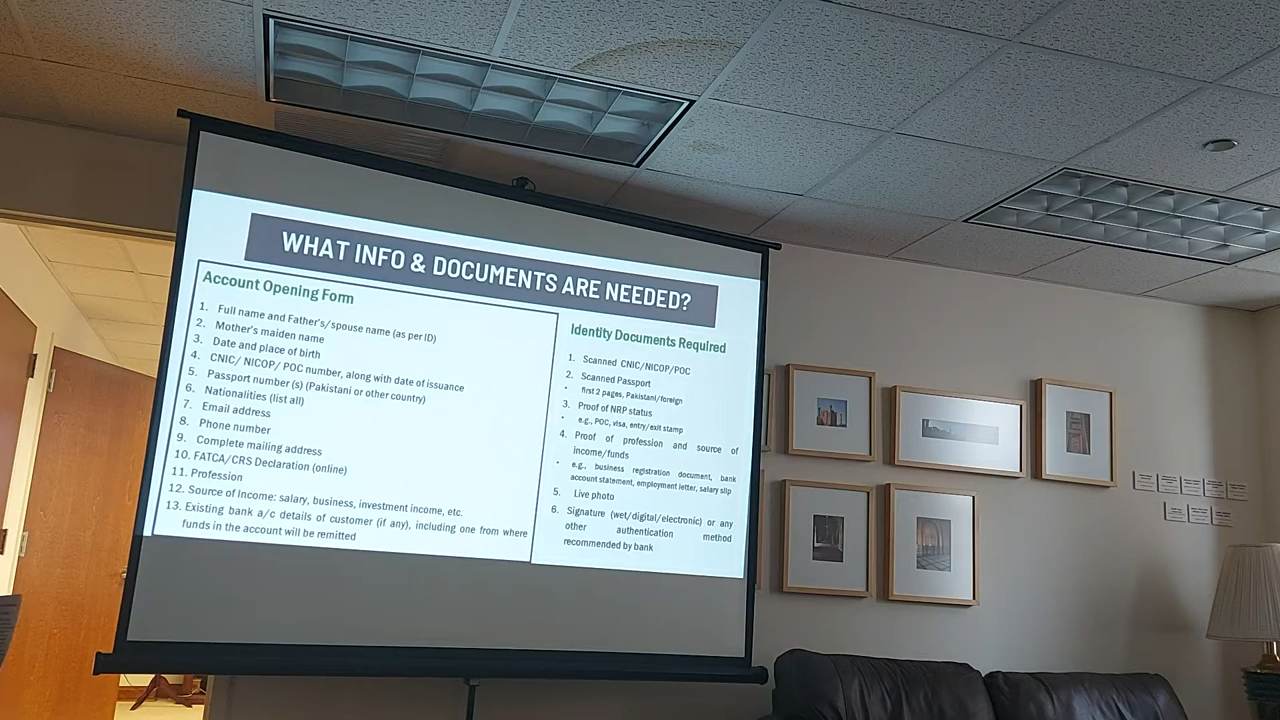 WHAT INFO & DOCUMENTS ARE NEEDED?
Account Opening Form
1. Full name and Father's/spouse name (as per ID)
2. Mother's maiden name
3. Date and place of birth
4. CNIC/ NICOP/ POC number, along with date of issuance
5. Passport number (s) (Pakistani or other country)
6. Nationalities (list all)
7. Email address
8. Phone number
9. Complete mailing address
10. FATCA/CRS Declaration (online)
11. Profession
12. Source of Income: salary, business, investment income, etc.
13. Existing bank a/c details of customer (if any), including one from where
funds in the account will be remitted
Identity Documents Required
1. Scanned CNIC/NICOP/POC
2. Scanned Passport
• first 2 pages, Pakistani/foreign
3. Proof of NRP status
• e.g., POC, visa, entry/exit stamp
4. Proof of profession and source of
income/funds
• e.g., business registration document, bank
account statement, employment letter, salary slip
5. Live photo
6. Signature (wet/digital/electronic) or any
other authentication method
recommended by bank